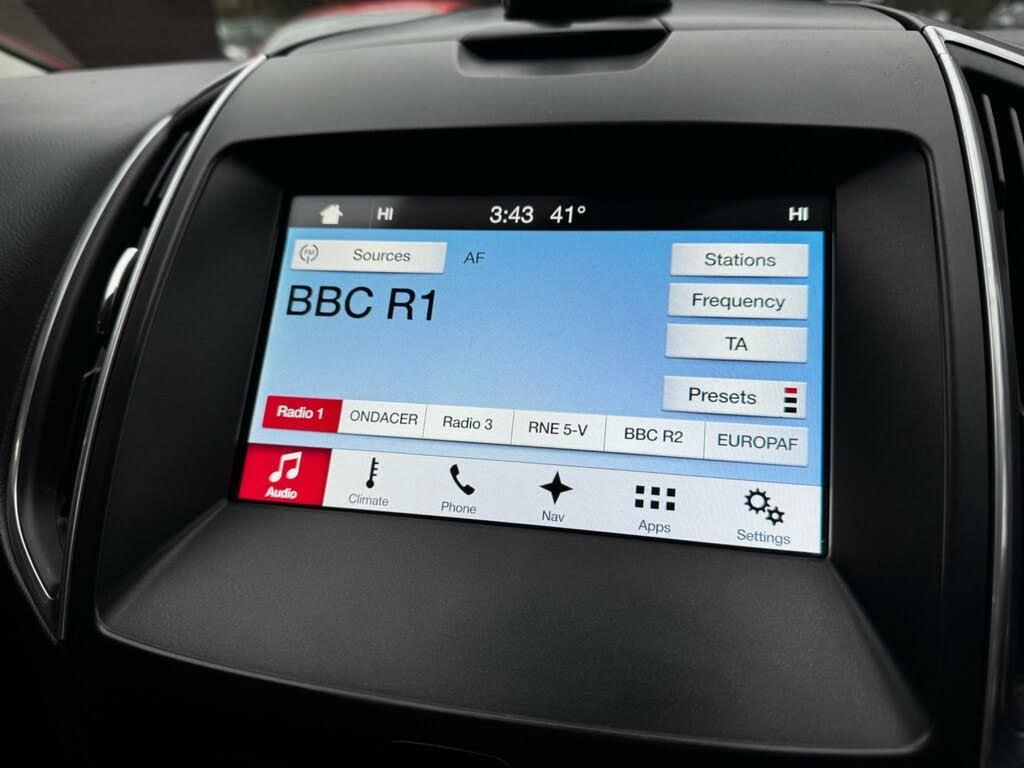 HI 3:43 41° HI
FM Sources AF Stations
BBC R1
Frequency
TA
Presets
Radio 1 ONDACER Radio 3 RNE 5-V BBC R2 EUROPAF
Audio Climate Phone Nav Apps Settings